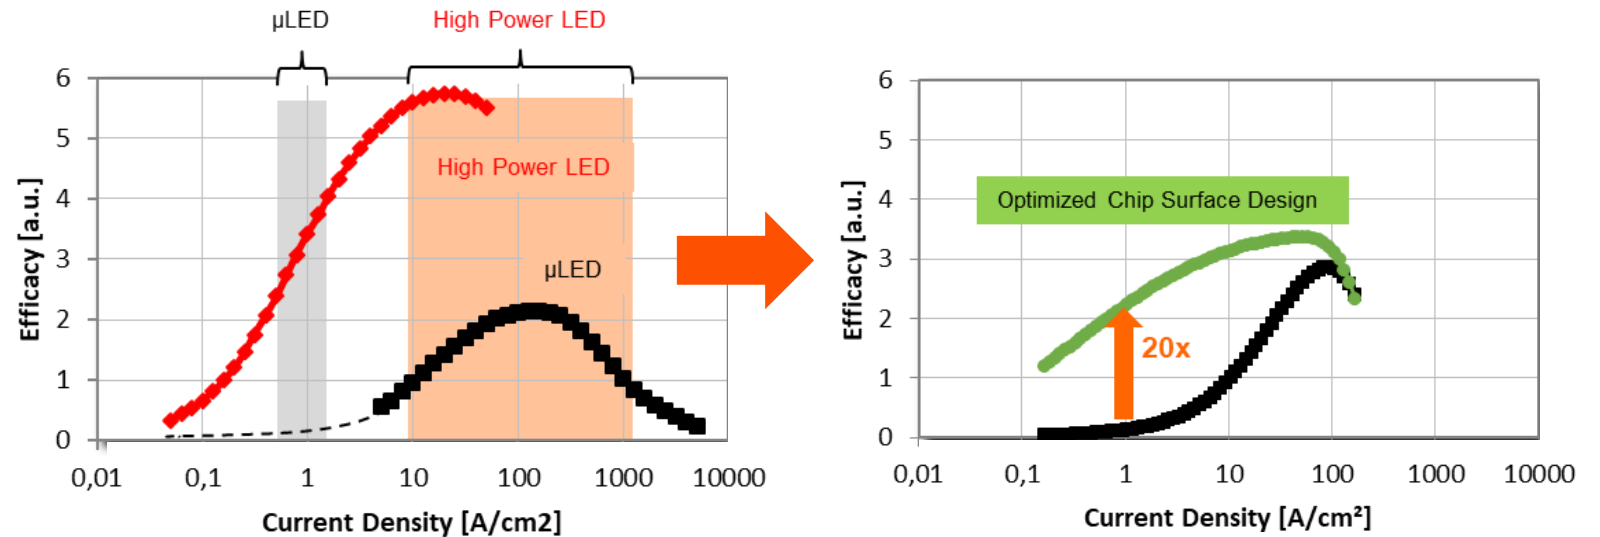 µLED
High Power LED
6
5
4
3
2
1
0
Efficacy [a.u.]
High Power LED
µLED
0,01 0,1 1 10 100 1000 10000
Current Density [A/cm2]
6
5
4
3
2
1
0
Efficacy [a.u.]
Optimized Chip Surface Design
20x
0,01 0,1 1 10 100 1000 10000
Current Density [A/cm²]